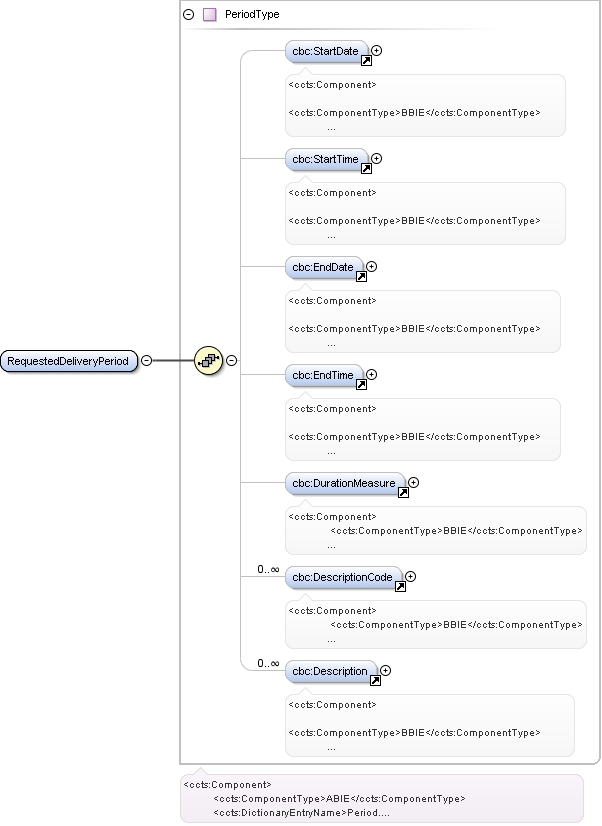 PeriodType
cbc:StartDate
<ccts:Component>
<ccts:ComponentType>BBIE</ccts:ComponentType>
...
cbc:StartTime
<ccts:Component>
<ccts:ComponentType>BBIE</ccts:ComponentType>
...
cbc:EndDate
<ccts:Component>
<ccts:ComponentType>BBIE</ccts:ComponentType>
...
RequestedDeliveryPeriod
cbc:EndTime
<ccts:Component>
<ccts:ComponentType>BBIE</ccts:ComponentType>
...
cbc:DurationMeasure
<ccts:Component>
<ccts:ComponentType>BBIE</ccts:ComponentType>
...
0..∞
cbc:DescriptionCode
<ccts:Component>
<ccts:ComponentType>BBIE</ccts:ComponentType>
...
0..∞
cbc:Description
<ccts:Component>
<ccts:ComponentType>BBIE</ccts:ComponentType>
...
<ccts:Component>
<ccts:ComponentType>ABIE</ccts:ComponentType>
<ccts:DictionaryEntryName>Period....